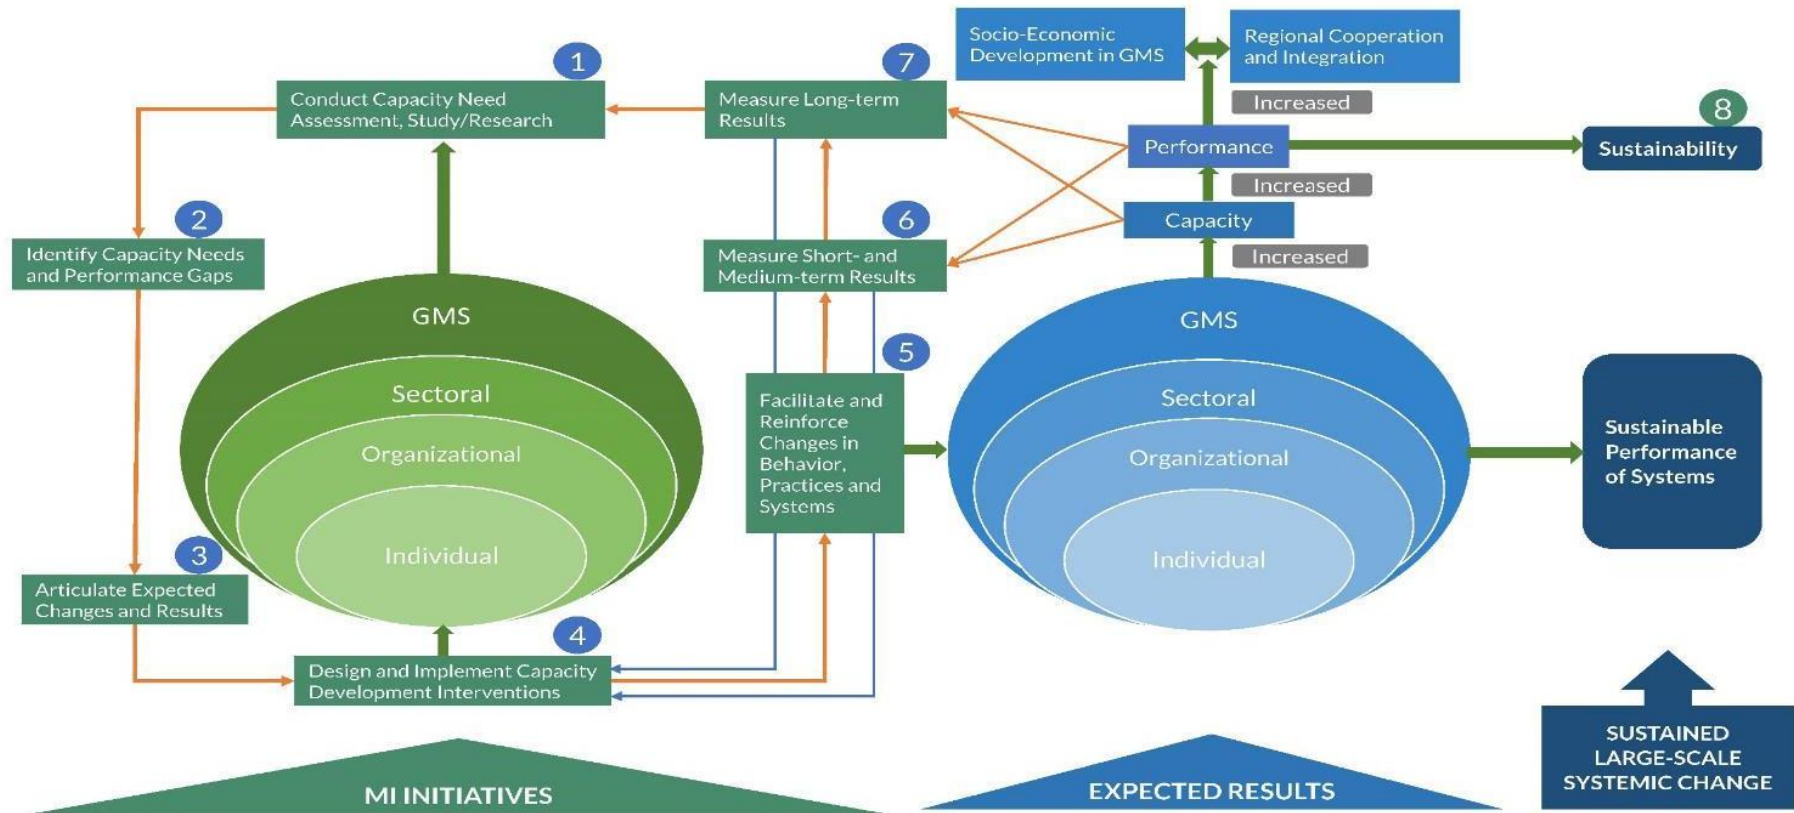 1
Conduct Capacity Need
Assessment, Study/Research
2
Identify Capacity Needs
and Performance Gaps
3
Articulate Expected
Changes and Results
4
Design and Implement Capacity
Development Interventions
GMS
Sectoral
Organizational
Individual
5
Facilitate and
Reinforce
Changes in
Behavior,
Practices and
Systems
6
Measure Short- and
Medium-term Results
7
Measure Long-term
Results
Socio-Economic
Development in GMS
Regional Cooperation
and Integration
Increased
Performance
Increased
Capacity
Increased
GMS
Sectoral
Organizational
Individual
8
Sustainability
Sustainable
Performance
of Systems
MI INITIATIVES
EXPECTED RESULTS
SUSTAINED
LARGE-SCALE
SYSTEMIC CHANGE